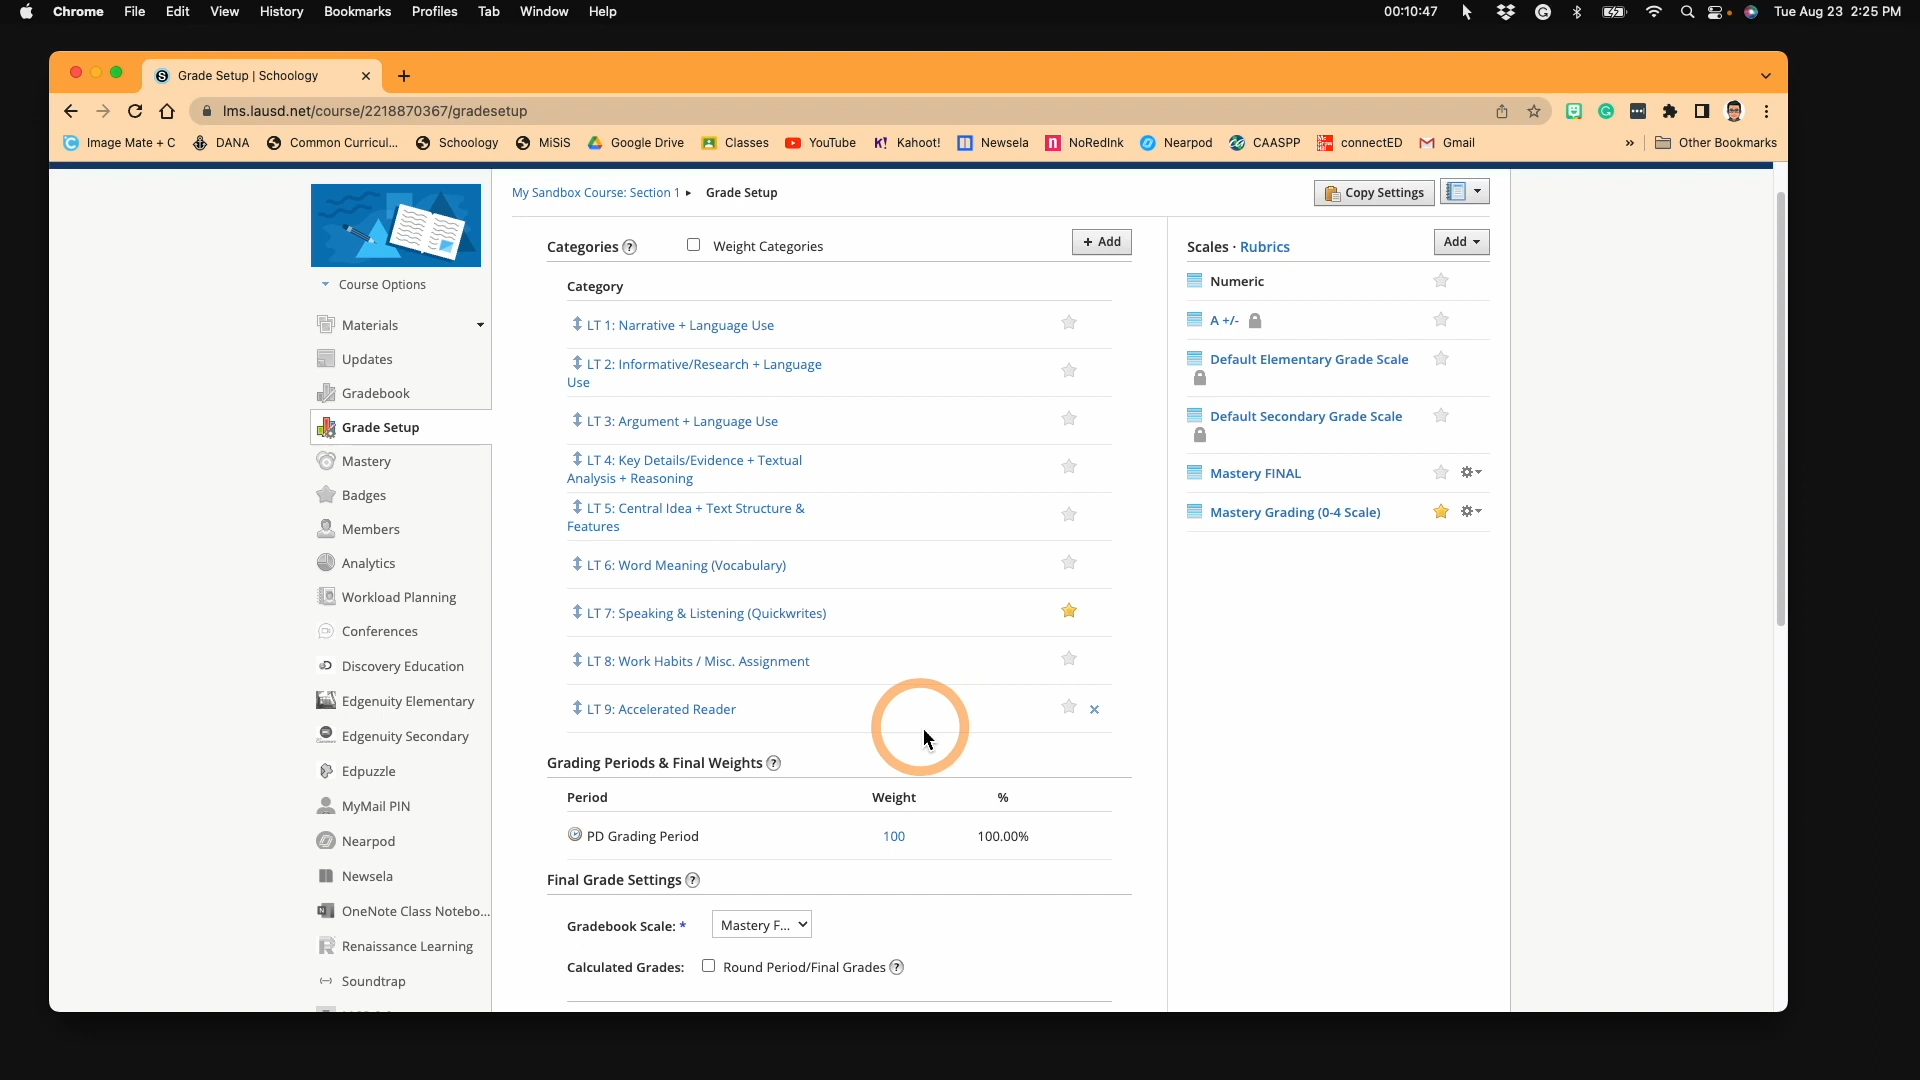 Chrome File Edit View History Bookmarks Profiles Tab Window Help 00:10:47 Tue Aug 23 2:25 PM
Grade Setup | Schoology
lms.lausd.net/course/2218870367/gradesetup
Image Mate + C DANA Common Curricul... Schoology MiSiS Google Drive Classes YouTube Kahoot! Newsela NoRedInk Nearpod CAASPP connectED Gmail » Other Bookmarks
My Sandbox Course: Section 1 ▸ Grade Setup
Copy Settings
Course Options
Materials
Updates
Gradebook
Grade Setup
Mastery
Badges
Members
Analytics
Workload Planning
Conferences
Discovery Education
Edgenuity Elementary
Edgenuity Secondary
Edpuzzle
MyMail PIN
Nearpod
Newsela
OneNote Class Notebo...
Renaissance Learning
Soundtrap
Categories ? Weight Categories + Add
Category
LT 1: Narrative + Language Use
LT 2: Informative/Research + Language
Use
LT 3: Argument + Language Use
LT 4: Key Details/Evidence + Textual
Analysis + Reasoning
LT 5: Central Idea + Text Structure &
Features
LT 6: Word Meaning (Vocabulary)
LT 7: Speaking & Listening (Quickwrites)
LT 8: Work Habits / Misc. Assignment
LT 9: Accelerated Reader
Grading Periods & Final Weights ?
Period Weight %
PD Grading Period 100 100.00%
Final Grade Settings ?
Gradebook Scale: * Mastery F...
Calculated Grades: Round Period/Final Grades ?
Scales · Rubrics Add
Numeric
A +/-
Default Elementary Grade Scale
Default Secondary Grade Scale
Mastery FINAL
Mastery Grading (0-4 Scale)